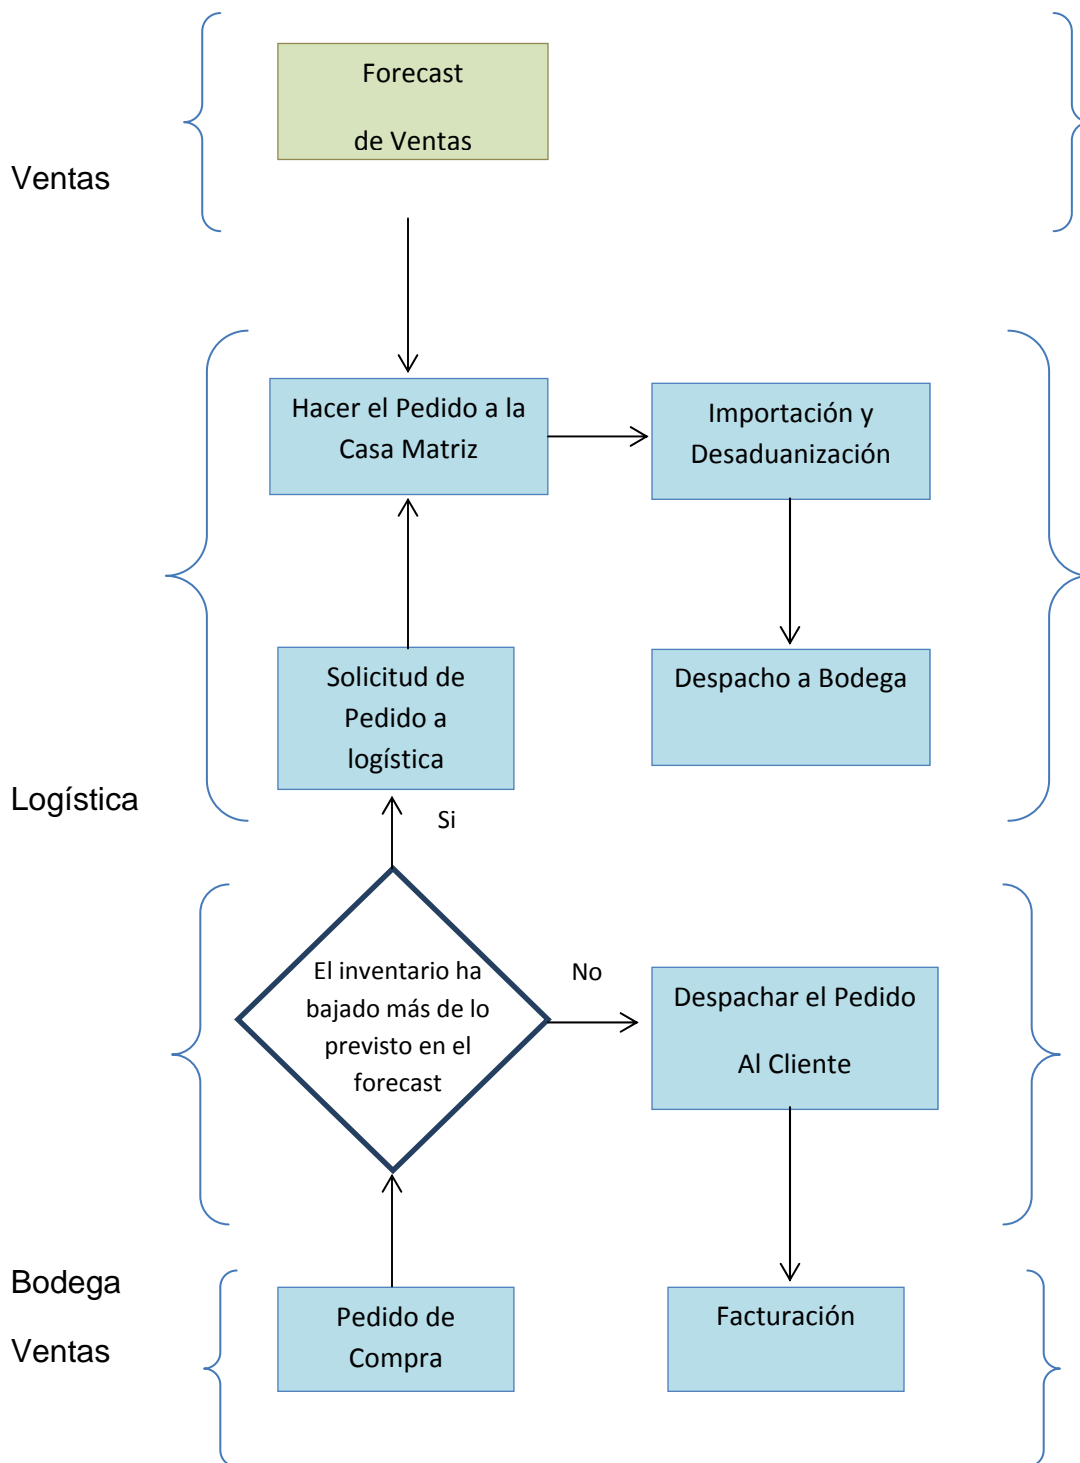 Forecast
de Ventas
Ventas
Hacer el Pedido a la
Casa Matriz
Importación y
Desaduanización
Solicitud de
Pedido a
logística
Despacho a Bodega
Logística
Si
El inventario ha
bajado más de lo
previsto en el
forecast
No
Despachar el Pedido
Al Cliente
Bodega
Ventas
Pedido de
Compra
Facturación